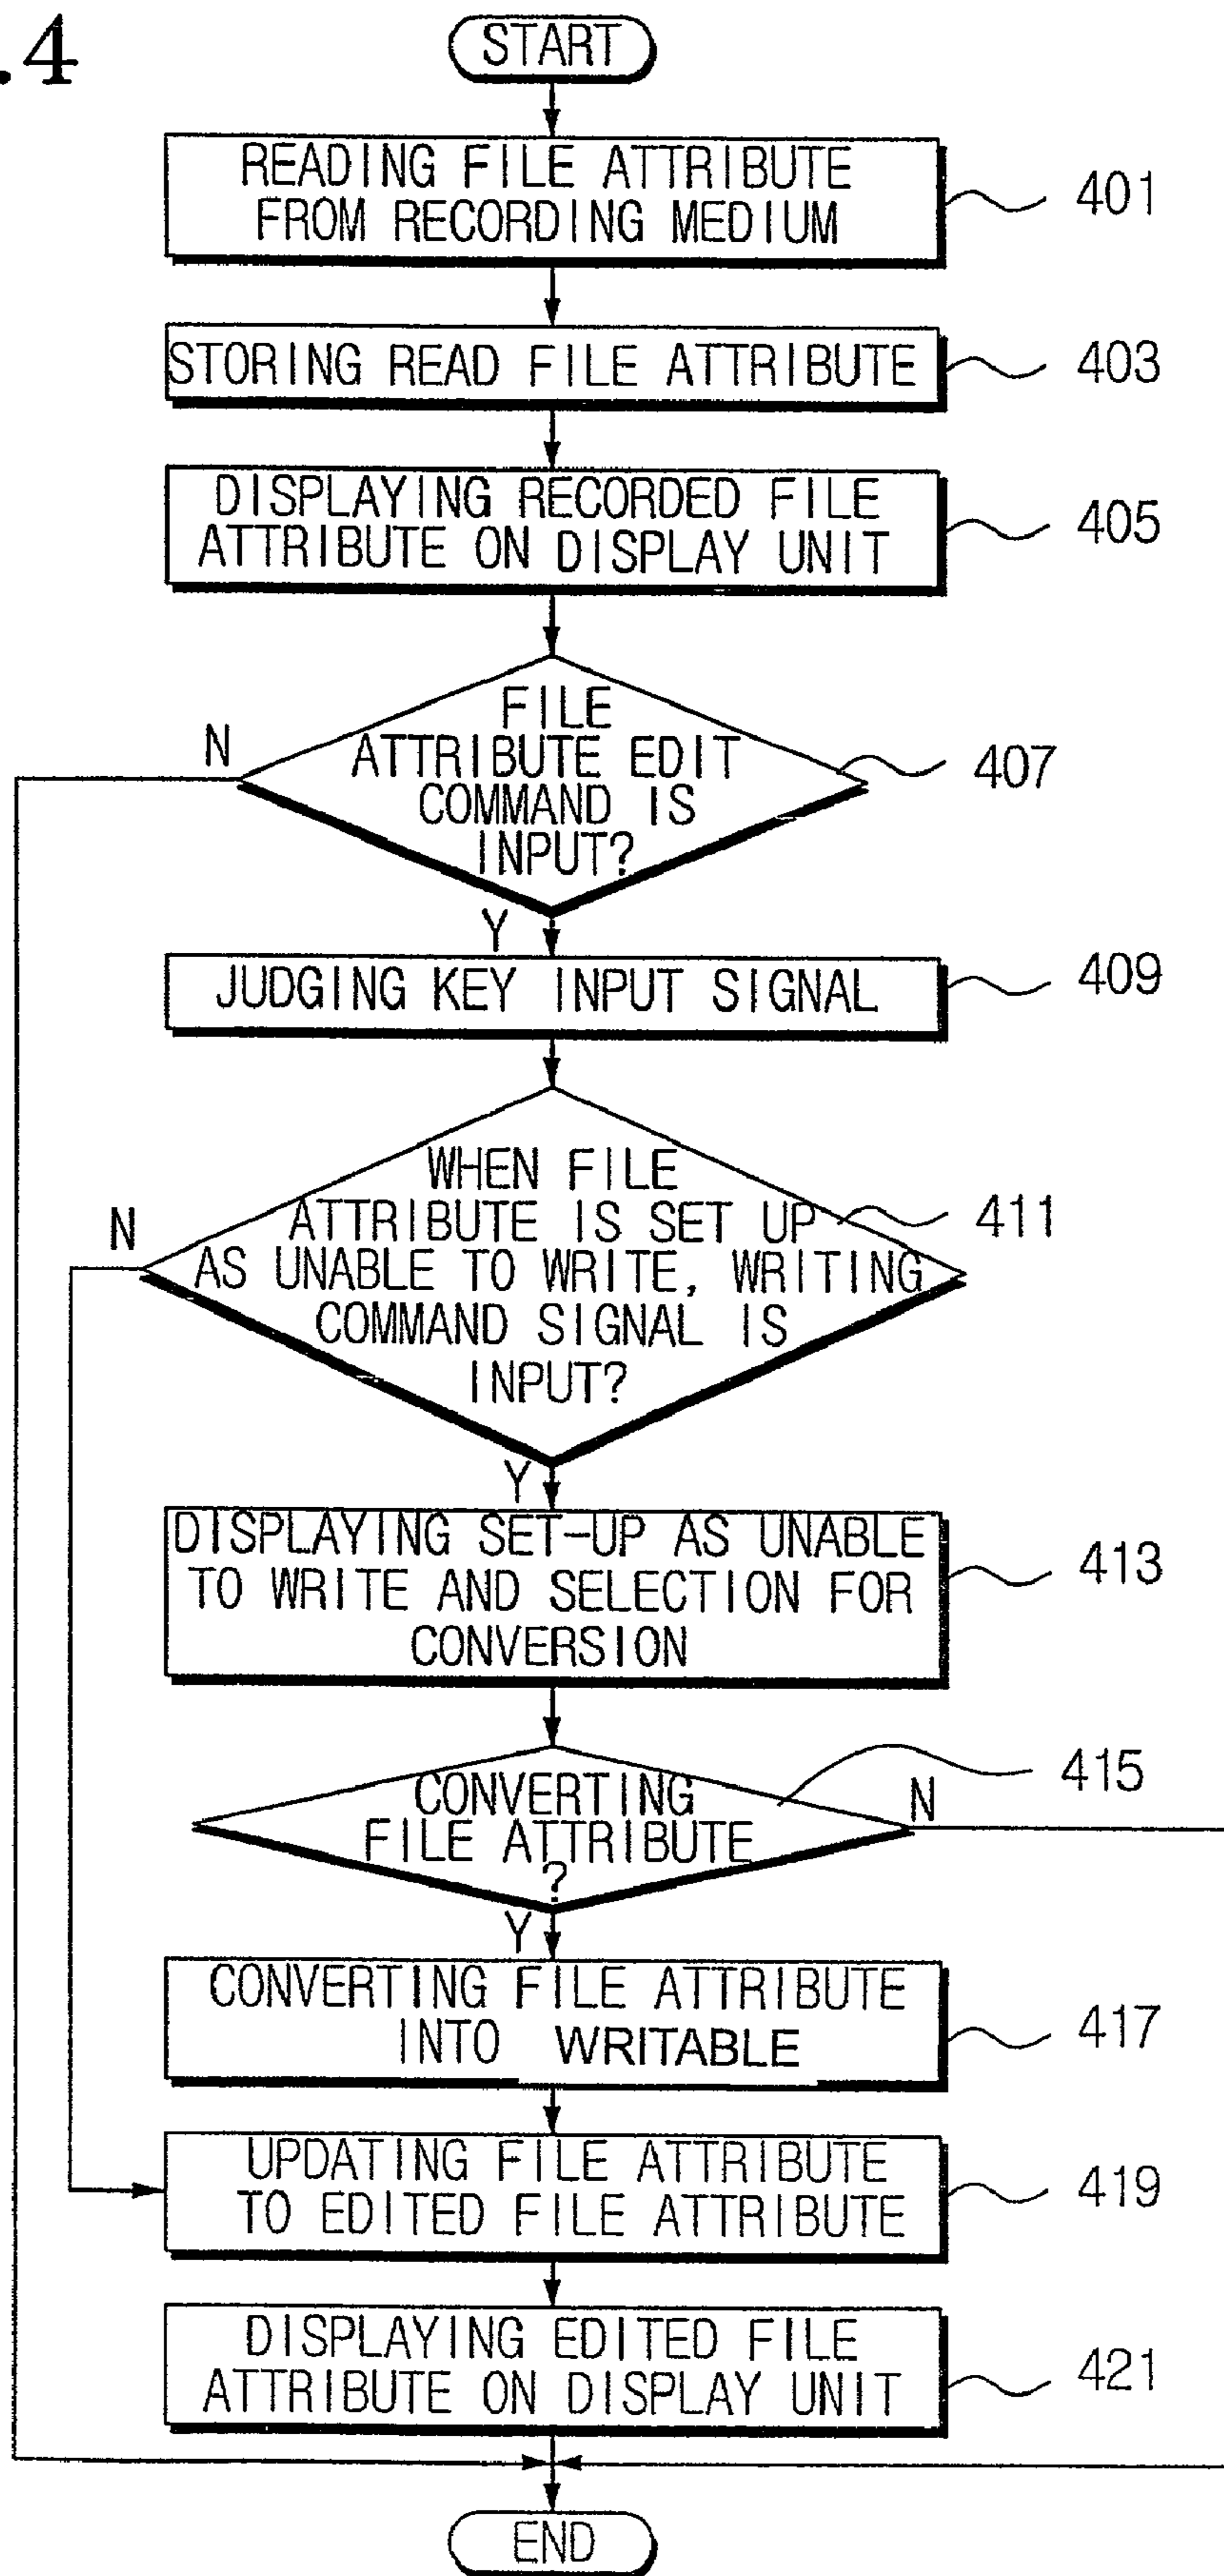 .4
START
READING FILE ATTRIBUTE
FROM RECORDING MEDIUM
401
STORING READ FILE ATTRIBUTE
403
DISPLAYING RECORDED FILE
ATTRIBUTE ON DISPLAY UNIT
405
FILE
ATTRIBUTE EDIT
COMMAND IS
INPUT?
407
N
Y
JUDGING KEY INPUT SIGNAL
409
WHEN FILE
ATTRIBUTE IS SET UP
AS UNABLE TO WRITE, WRITING
COMMAND SIGNAL IS
INPUT?
411
N
Y
DISPLAYING SET-UP AS UNABLE
TO WRITE AND SELECTION FOR
CONVERSION
413
CONVERTING
FILE ATTRIBUTE
?
415
N
Y
CONVERTING FILE ATTRIBUTE
INTO WRITABLE
417
UPDATING FILE ATTRIBUTE
TO EDITED FILE ATTRIBUTE
419
DISPLAYING EDITED FILE
ATTRIBUTE ON DISPLAY UNIT
421
END